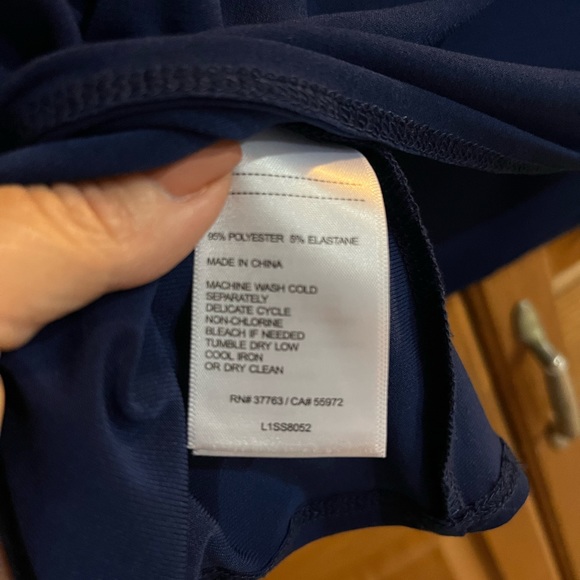 95% POLYESTER 5% ELASTANE
MADE IN CHINA
MACHINE WASH COLD
SEPARATELY
DELICATE CYCLE
NON-CHLORINE
BLEACH IF NEEDED
TUMBLE DRY LOW
COOL IRON
OR DRY CLEAN
RN# 37763 / CA# 55972
L1SS8052